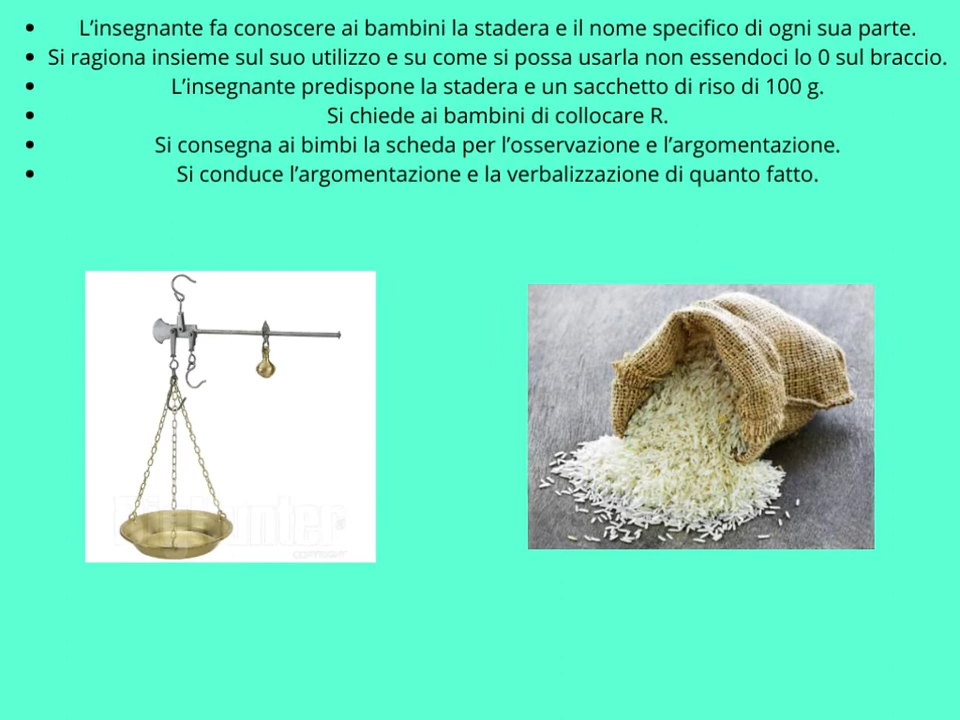 • L’insegnante fa conoscere ai bambini la stadera e il nome specifico di ogni sua parte.
• Si ragiona insieme sul suo utilizzo e su come si possa usarla non essendoci lo 0 sul braccio.
• L’insegnante predispone la stadera e un sacchetto di riso di 100 g.
• Si chiede ai bambini di collocare R.
• Si consegna ai bimbi la scheda per l’osservazione e l’argomentazione.
• Si conduce l’argomentazione e la verbalizzazione di quanto fatto.
COPYRIGHT